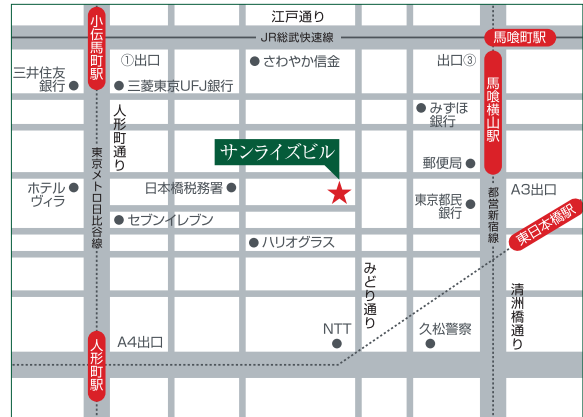 江戸通り
JR総武快速線
小伝馬町駅
馬喰町駅
①出口
さわやか信金
出口③
三井住友
銀行
三菱東京UFJ銀行
馬喰横山駅
人形町通り
みずほ
銀行
サンライズビル
郵便局
東京メトロ日比谷線
ホテル
ヴィラ
日本橋税務署
東京都民
銀行
都営新宿線
A3出口
セブンイレブン
東日本橋駅
ハリオグラス
みどり通り
清洲橋通り
人形町駅
A4出口
NTT
久松警察